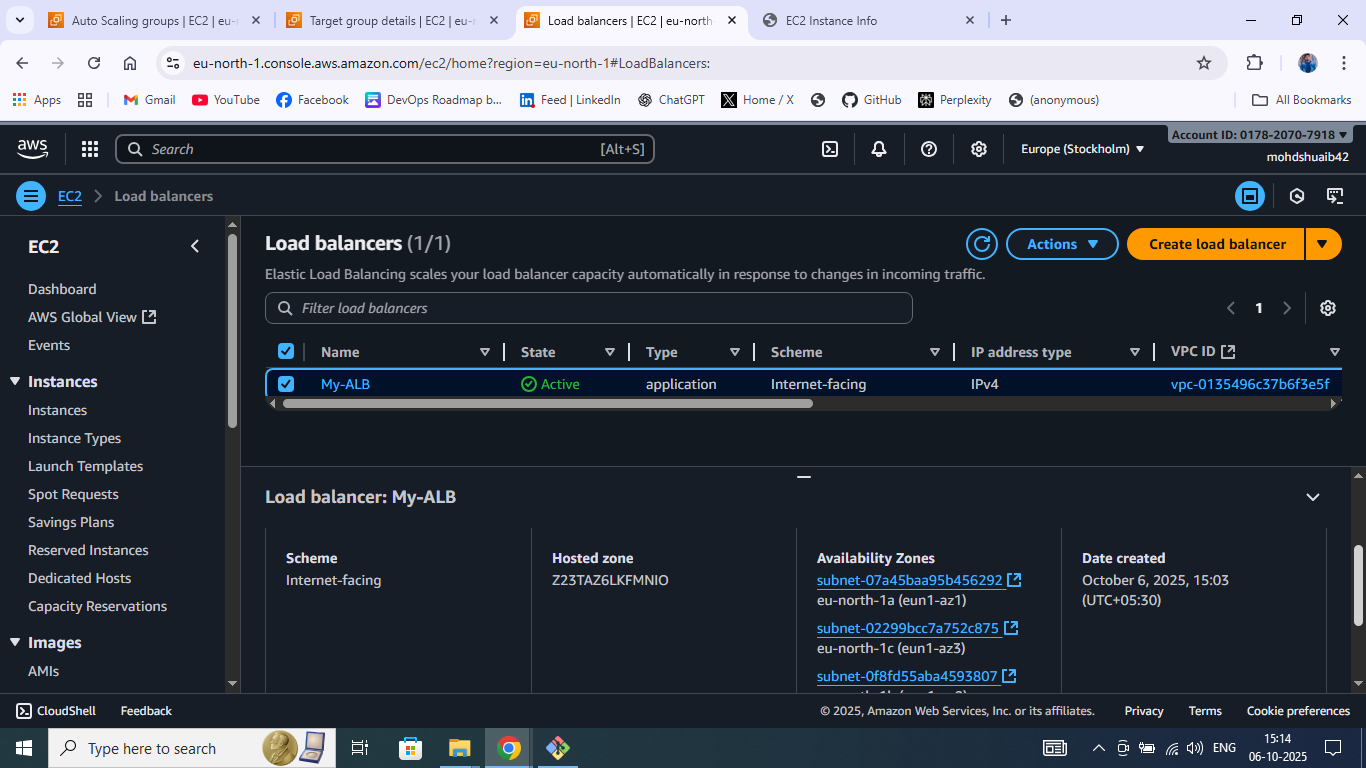 Auto Scaling groups | EC2 | eu-n
Target group details | EC2 | eu-n
Load balancers | EC2 | eu-north-
EC2 Instance Info
eu-north-1.console.aws.amazon.com/ec2/home?region=eu-north-1#LoadBalancers:
Apps
Gmail
YouTube
Facebook
DevOps Roadmap b...
Feed | LinkedIn
ChatGPT
Home / X
GitHub
Perplexity
(anonymous)
All Bookmarks
aws
Search
[Alt+S]
Europe (Stockholm)
Account ID: 0178-2070-7918
mohdshuaib42
EC2
Load balancers
EC2
Dashboard
AWS Global View
Events
Instances
Instances
Instance Types
Launch Templates
Spot Requests
Savings Plans
Reserved Instances
Dedicated Hosts
Capacity Reservations
Images
AMIs
Load balancers (1/1)
Actions
Create load balancer
Elastic Load Balancing scales your load balancer capacity automatically in response to changes in incoming traffic.
Filter load balancers
1
Name
State
Type
Scheme
IP address type
VPC ID
My-ALB
Active
application
Internet-facing
IPv4
vpc-0135496c37b6f3e5f
Load balancer: My-ALB
Scheme
Internet-facing
Hosted zone
Z23TAZ6LKFMNIO
Availability Zones
subnet-07a45baa95b456292
eu-north-1a (eun1-az1)
subnet-02299bcc7a752c875
eu-north-1c (eun1-az3)
subnet-0f8fd55aba4593807
Date created
October 6, 2025, 15:03
(UTC+05:30)
CloudShell
Feedback
© 2025, Amazon Web Services, Inc. or its affiliates.
Privacy
Terms
Cookie preferences
Type here to search
ENG
15:14
06-10-2025